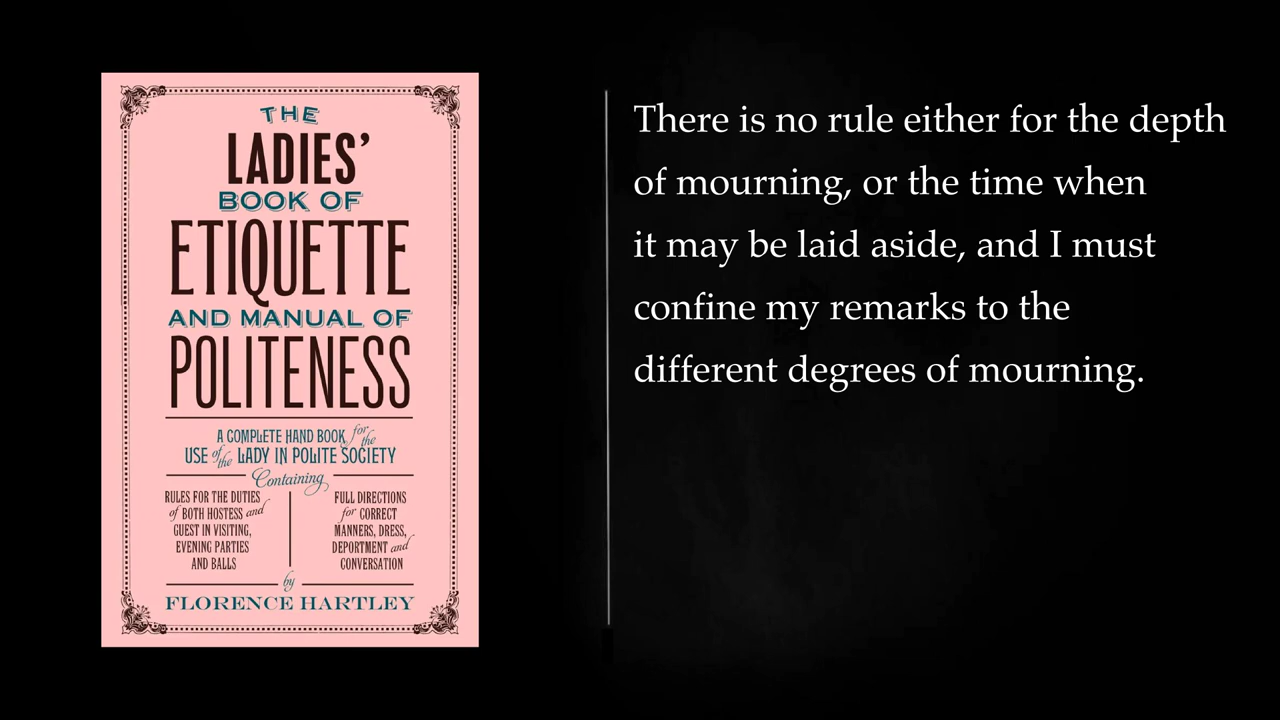 THE
LADIES'
BOOK OF
ETIQUETTE
AND MANUAL OF
POLITENESS
A COMPLETE HAND BOOK for the
USE of the LADY IN POLITE SOCIETY
Containing
RULES FOR THE DUTIES
of BOTH HOSTESS and
GUEST IN VISITING,
EVENING PARTIES
AND BALLS
FULL DIRECTIONS
for CORRECT
MANNERS, DRESS,
DEPORTMENT and
CONVERSATION
by
FLORENCE HARTLEY
There is no rule either for the depth
of mourning, or the time when
it may be laid aside, and I must
confine my remarks to the
different degrees of mourning.